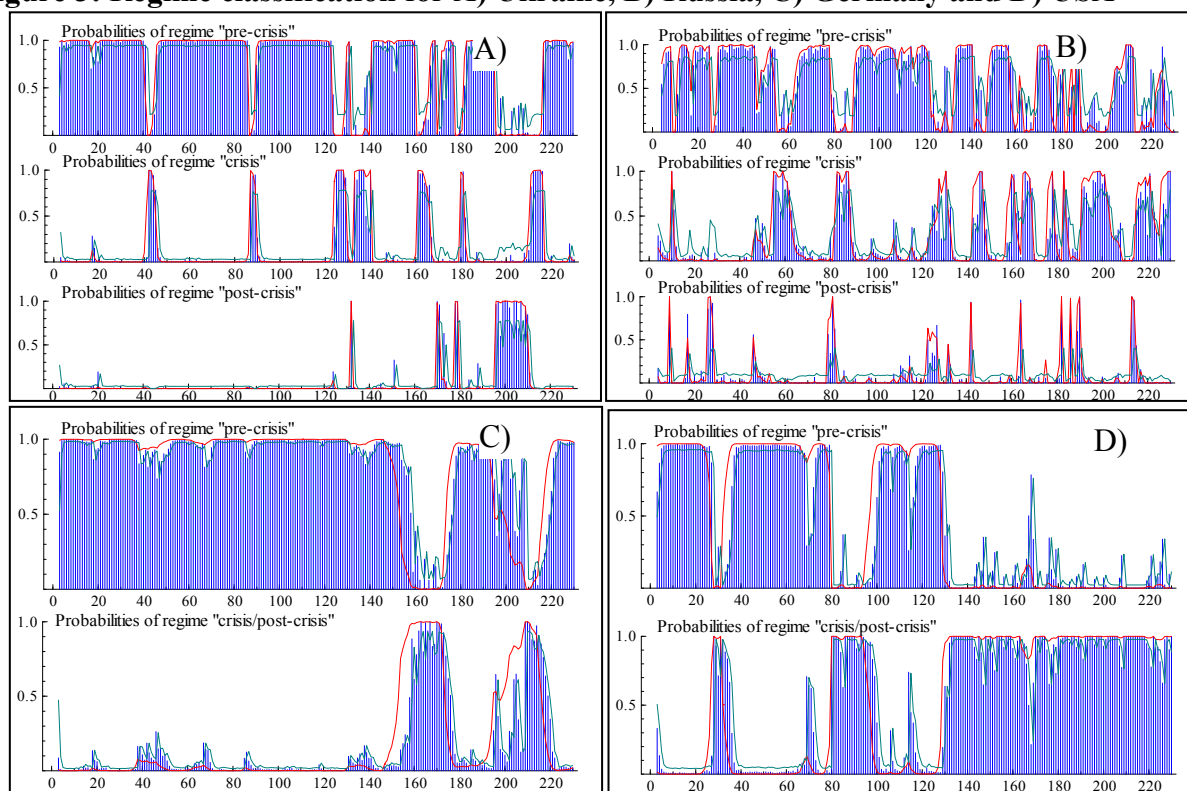 Regime classification for A) Ukraine, B) Russia, C) Germany and D) USA
A)
Probabilities of regime "pre-crisis"
1.0
0.5
0 20 40 60 80 100 120 140 160 180 200 220
Probabilities of regime "crisis"
1.0
0.5
0 20 40 60 80 100 120 140 160 180 200 220
Probabilities of regime "post-crisis"
1.0
0.5
0 20 40 60 80 100 120 140 160 180 200 220
B)
Probabilities of regime "pre-crisis"
1.0
0.5
0 20 40 60 80 100 120 140 160 180 200 220
Probabilities of regime "crisis"
1.0
0.5
0 20 40 60 80 100 120 140 160 180 200 220
Probabilities of regime "post-crisis"
1.0
0.5
0 20 40 60 80 100 120 140 160 180 200 220
C)
Probabilities of regime "pre-crisis"
1.0
0.5
0 20 40 60 80 100 120 140 160 180 200 220
Probabilities of regime "crisis/post-crisis"
1.0
0.5
0 20 40 60 80 100 120 140 160 180 200 220
D)
Probabilities of regime "pre-crisis"
1.0
0.5
0 20 40 60 80 100 120 140 160 180 200 220
Probabilities of regime "crisis/post-crisis"
1.0
0.5
0 20 40 60 80 100 120 140 160 180 200 220